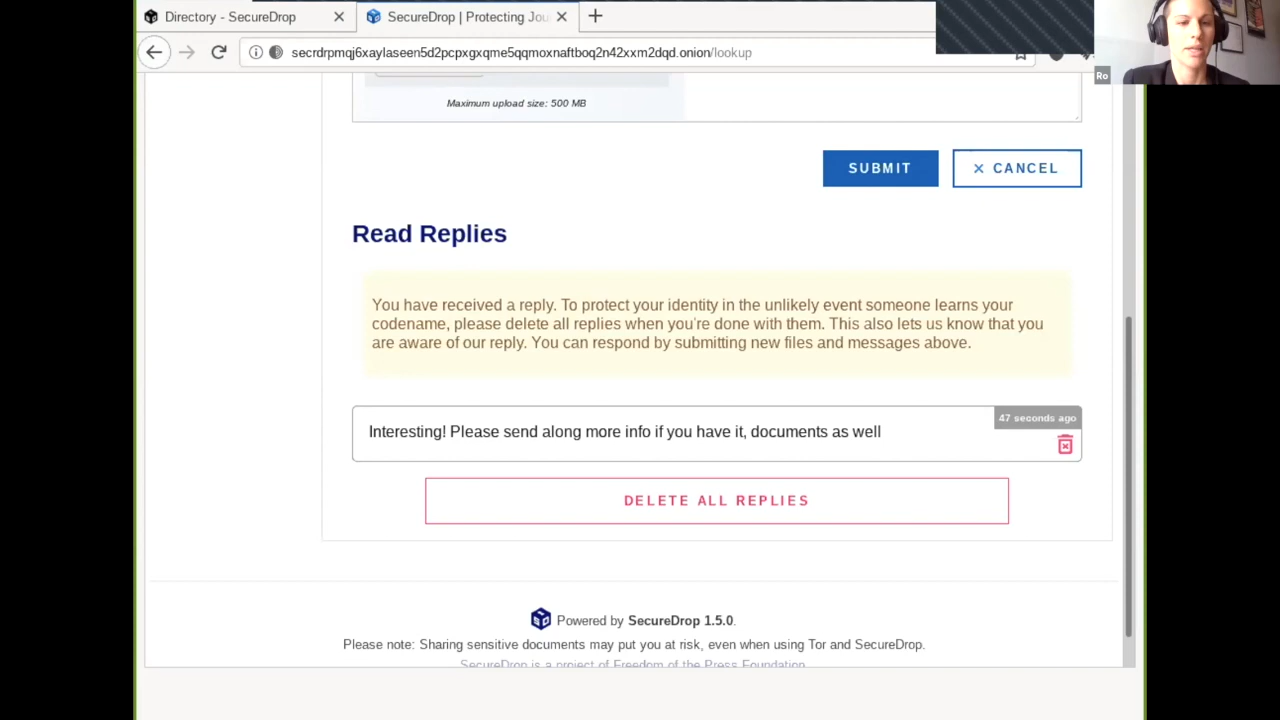 Directory - SecureDrop
SecureDrop | Protecting Jou
secrdrpmqj6xaylaseen5d2pcpxgxqme5qqmoxnaftboq2n42xxm2dqd.onion/lookup
Ro
Maximum upload size: 500 MB
SUBMIT
CANCEL
Read Replies
You have received a reply. To protect your identity in the unlikely event someone learns your
codename, please delete all replies when you're done with them. This also lets us know that you
are aware of our reply. You can respond by submitting new files and messages above.
47 seconds ago
Interesting! Please send along more info if you have it, documents as well
DELETE ALL REPLIES
Powered by SecureDrop 1.5.0.
Please note: Sharing sensitive documents may put you at risk, even when using Tor and SecureDrop.
SecureDrop is a project of Freedom of the Press Foundation.